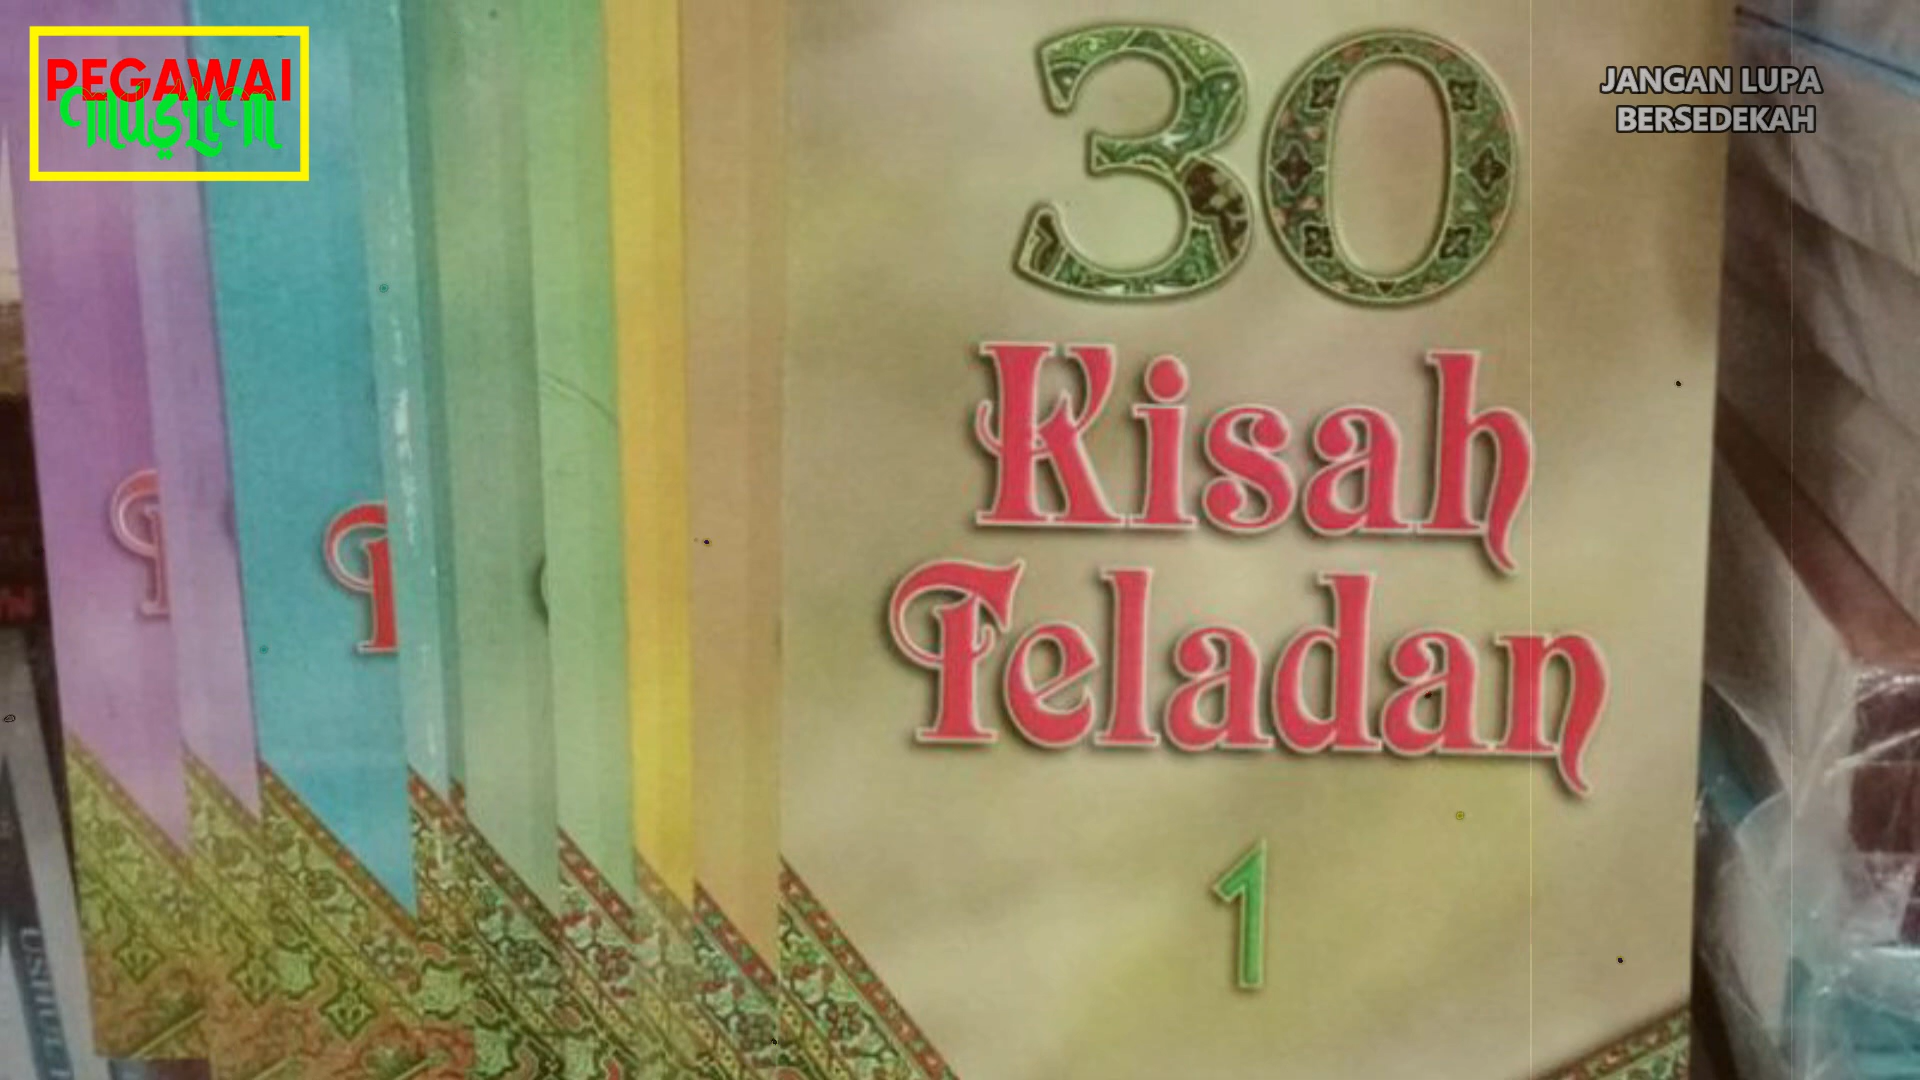 PEGAWAI
muslim
JANGAN LUPA
BERSEDEKAH
30
Kisah
Teladan
1